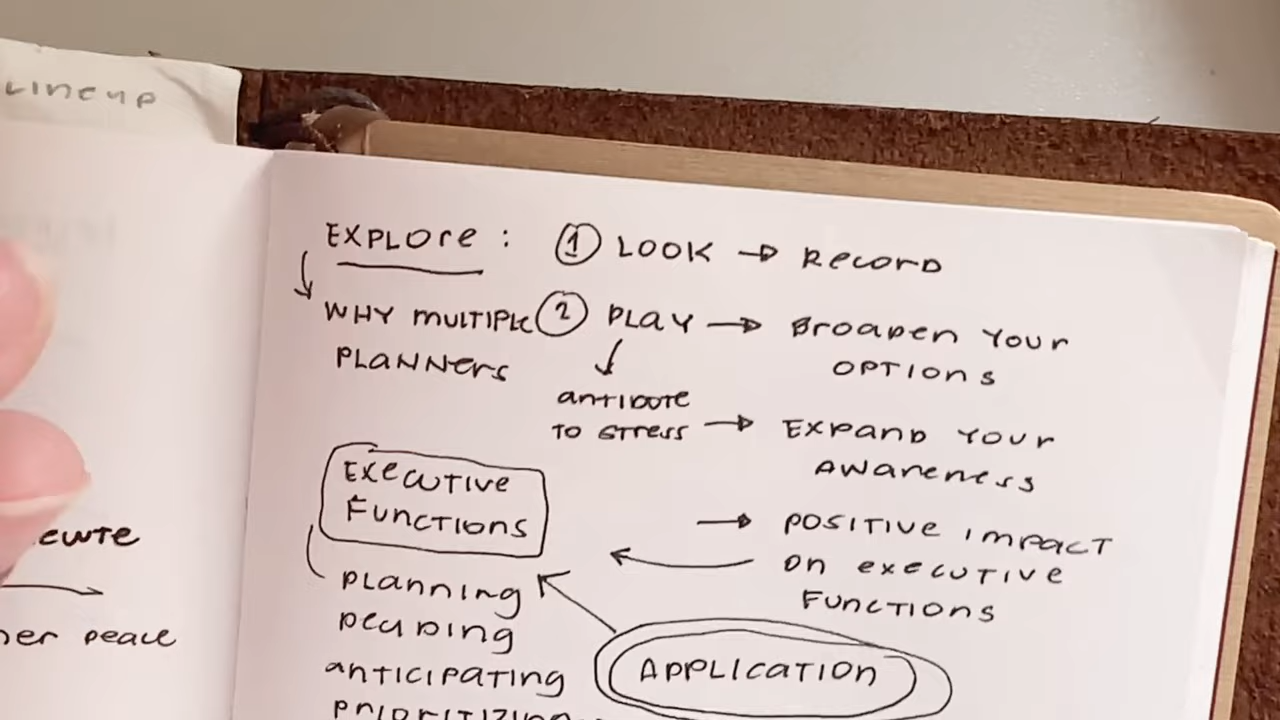 Lineup
EXPLORE : ① LOOK → RECORD
WHY MULTIPLE ② PLAY → BROADEN YOUR
PLANNERS OPTIONS
ANTIDOTE
TO STRESS → EXPAND YOUR
AWARENESS
EXECUTIVE
FUNCTIONS
→ POSITIVE IMPACT
ON EXECUTIVE
FUNCTIONS
PLANNING
DECIDING
ANTICIPATING
PRIORITIZING
APPLICATION
ecute
ner peace